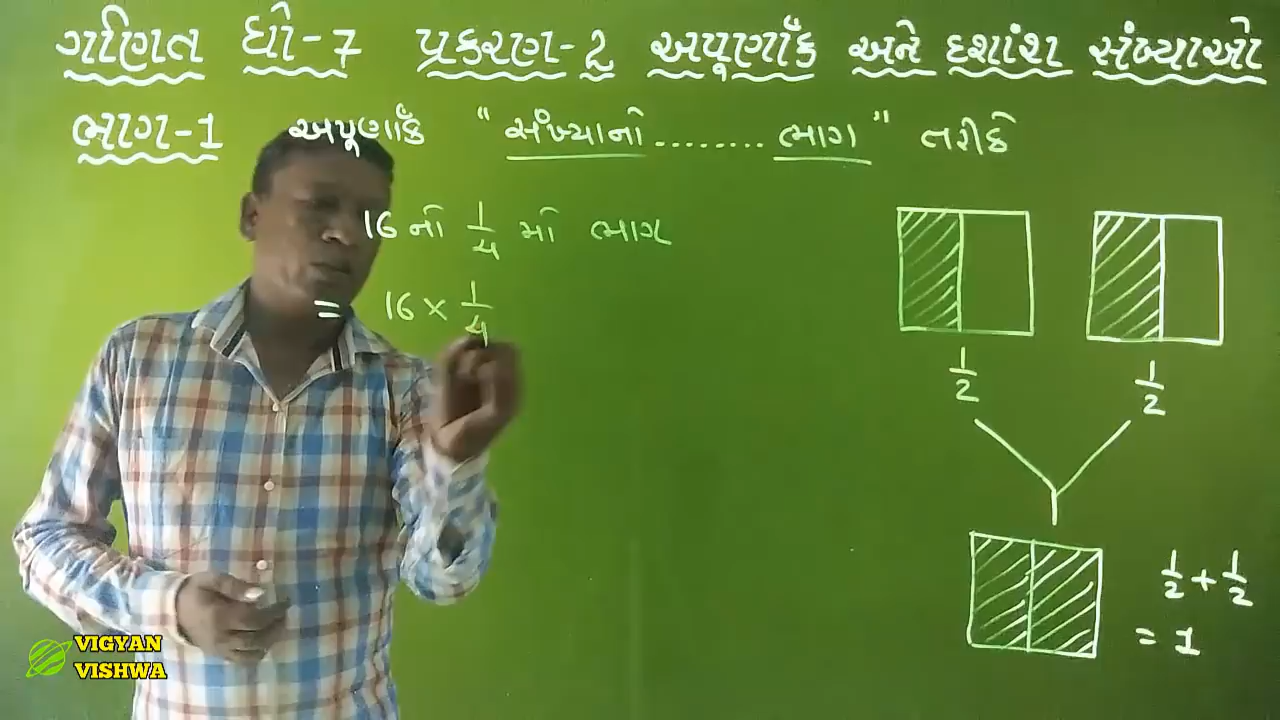 ગણિત ધો-7 પ્રકરણ-2 અપૂર્ણાંક અને દશાંશ સંખ્યાઓ
ભાગ-1 અપૂર્ણાંક "સંખ્યાનો ........ ભાગ" તરીકે
16 નો 1/4 મો ભાગ
= 16 × 1/4
1/2 1/2
1/2 + 1/2
= 1
VIGYAN
VISHWA